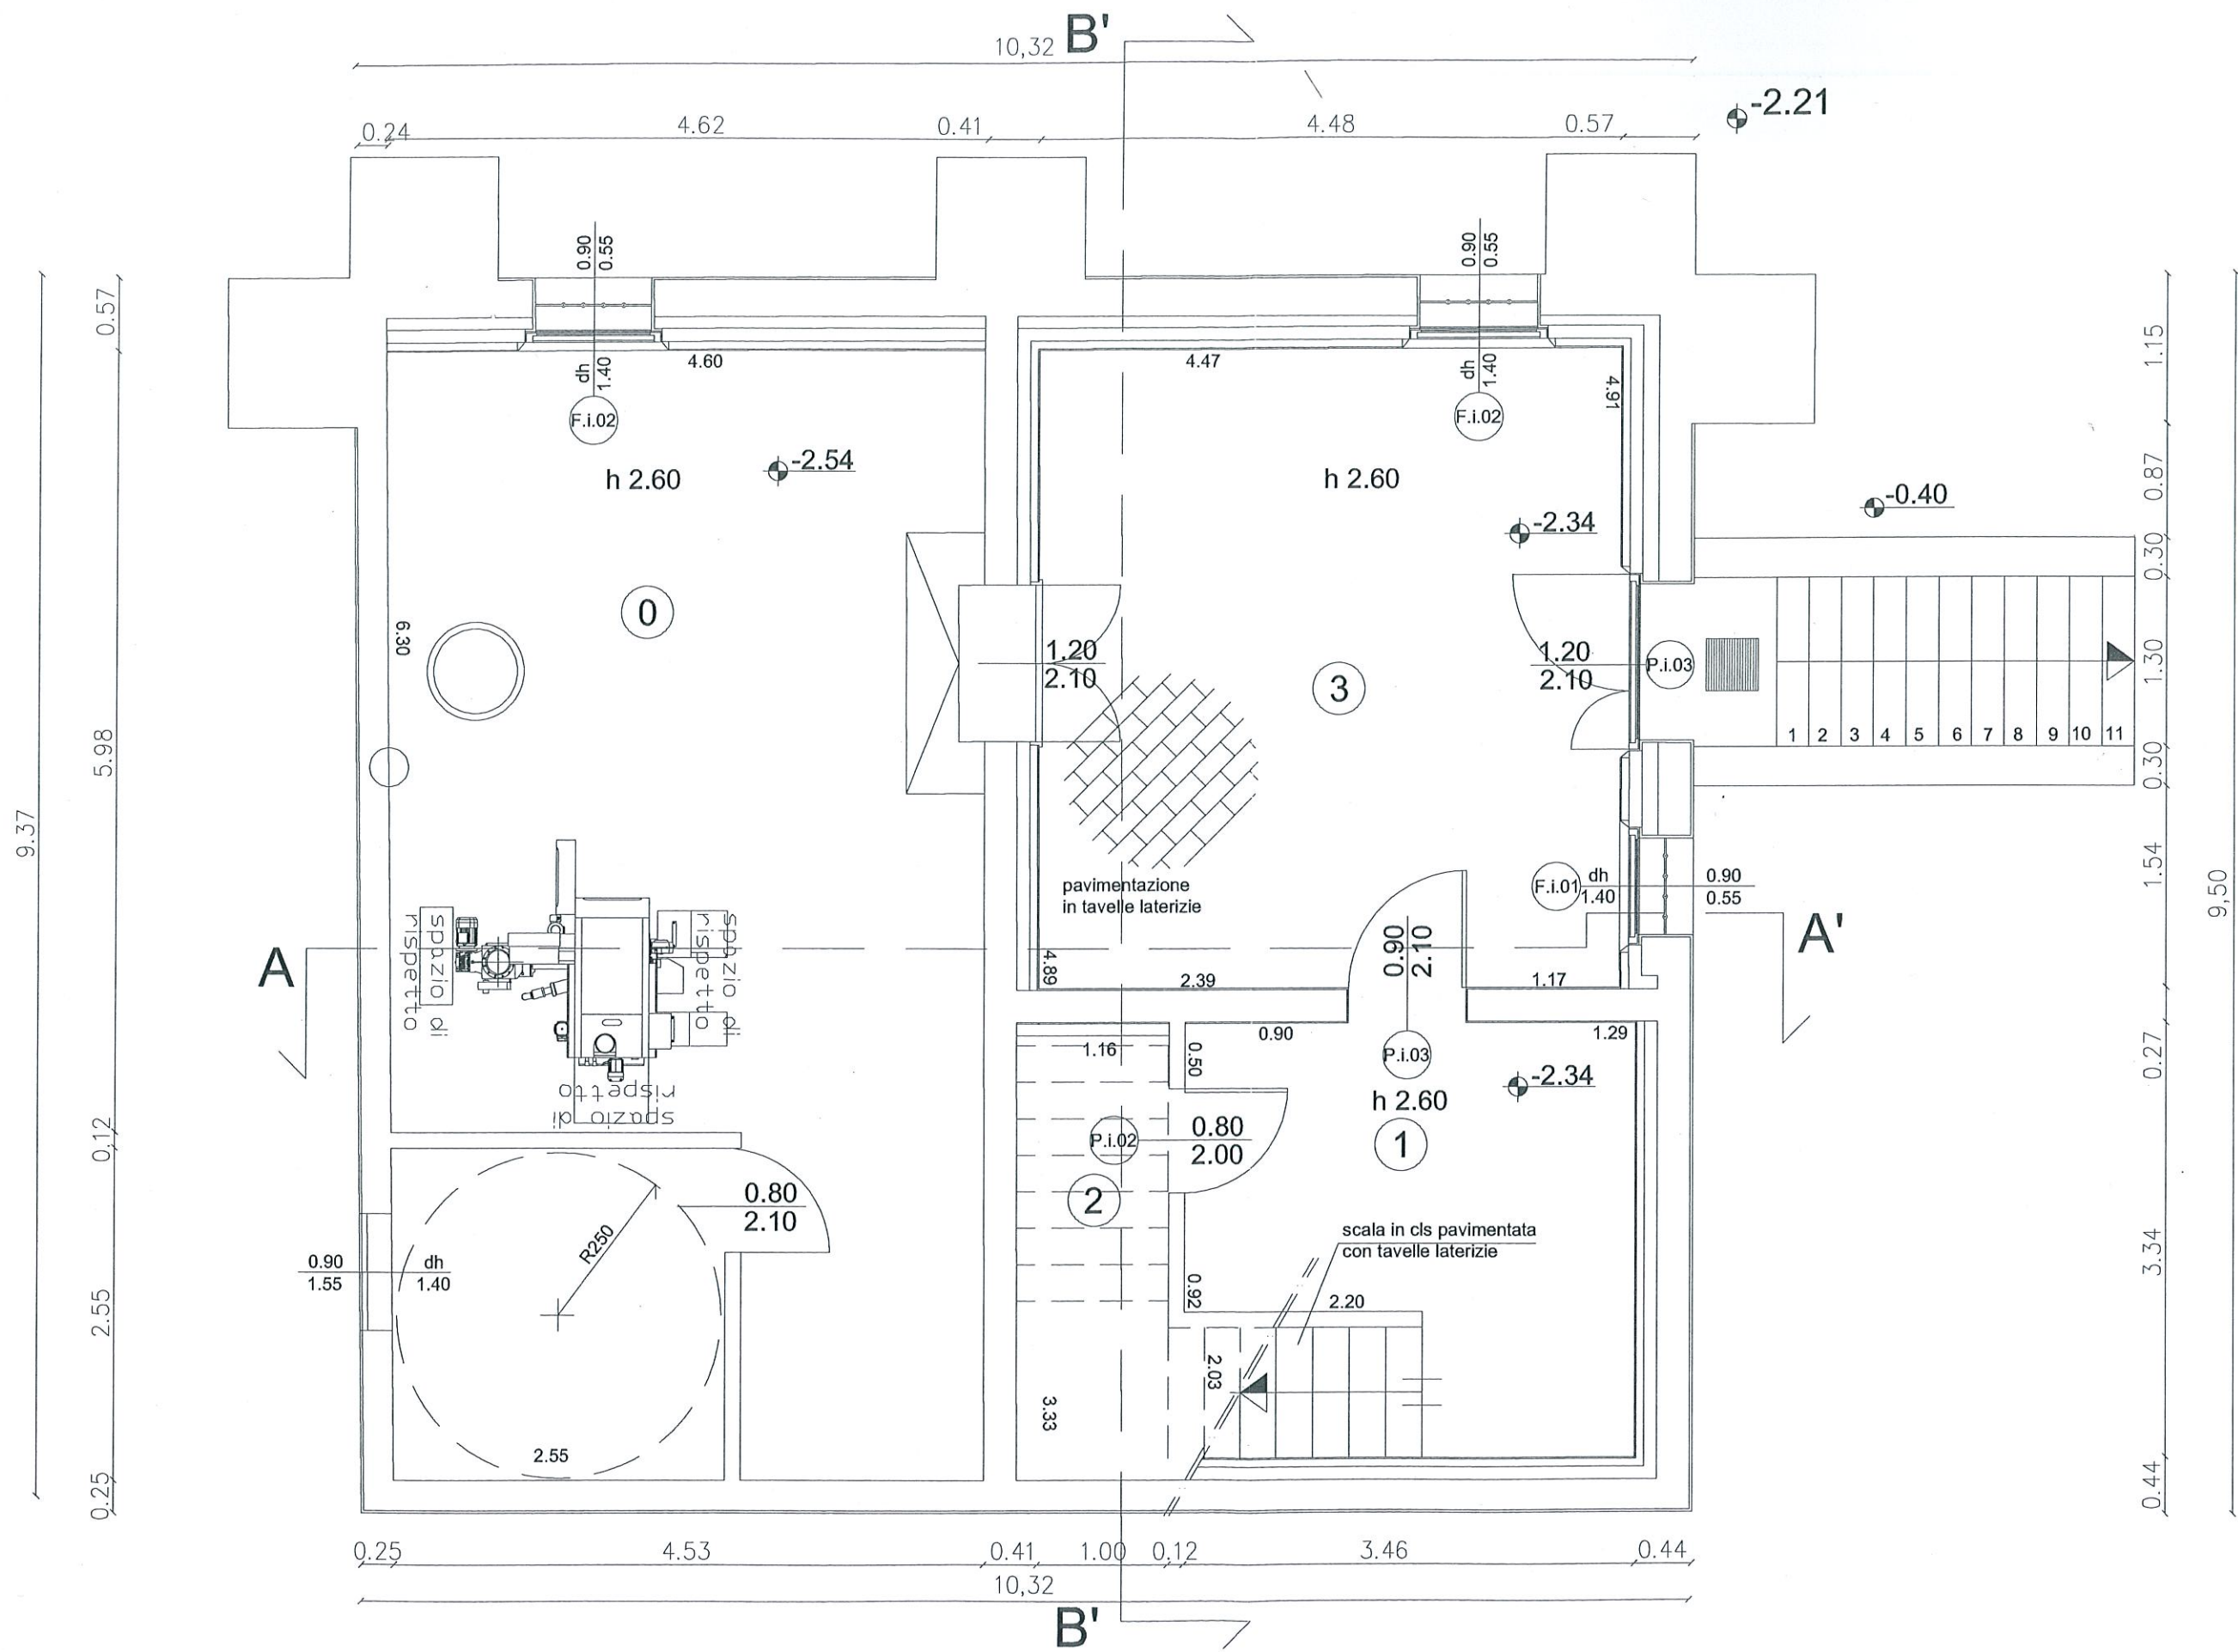 B'
10,32
-2.21
0.24
4.62
0.41
4.48
0.57
0.90
0.55
0.90
0.55
0.57
1.15
4.60
4.47
dh
1.40
dh
1.40
4.91
F.i.02
F.i.02
h 2.60
-2.54
h 2.60
-2.34
0.87
-0.40
0.30
0
6.30
1.20
2.10
3
1.20
2.10
P.i.03
1.30
1 2 3 4 5 6 7 8 9 10 11
5.98
0.30
9.37
pavimentazione
in tavelle laterizie
F.i.01
dh
1.40
0.90
0.55
1.54
9,50
spazio di
rispetto
spazio di
rispetto
A
A'
0.90
2.10
4.89
2.39
1.17
0.90
1.29
1.16
0.50
P.i.03
0.27
-2.34
h 2.60
spazio di
rispetto
0.12
P.i.02
0.80
2.00
1
2
0.80
2.10
R250
scala in cls pavimentata
con tavelle laterizie
3.34
0.90
1.55
dh
1.40
0.92
2.20
2.55
2.03
3.33
2.55
0.25
0.44
0.25
4.53
0.41
1.00
0.12
3.46
0.44
10,32
B'